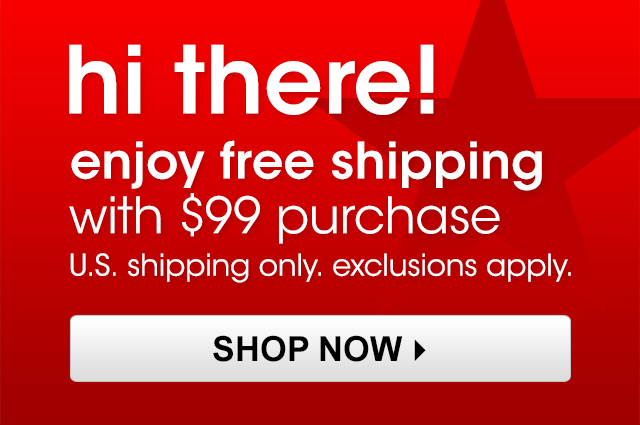 hi there!
enjoy free shipping
with $99 purchase
U.S. shipping only. exclusions apply.
SHOP NOW